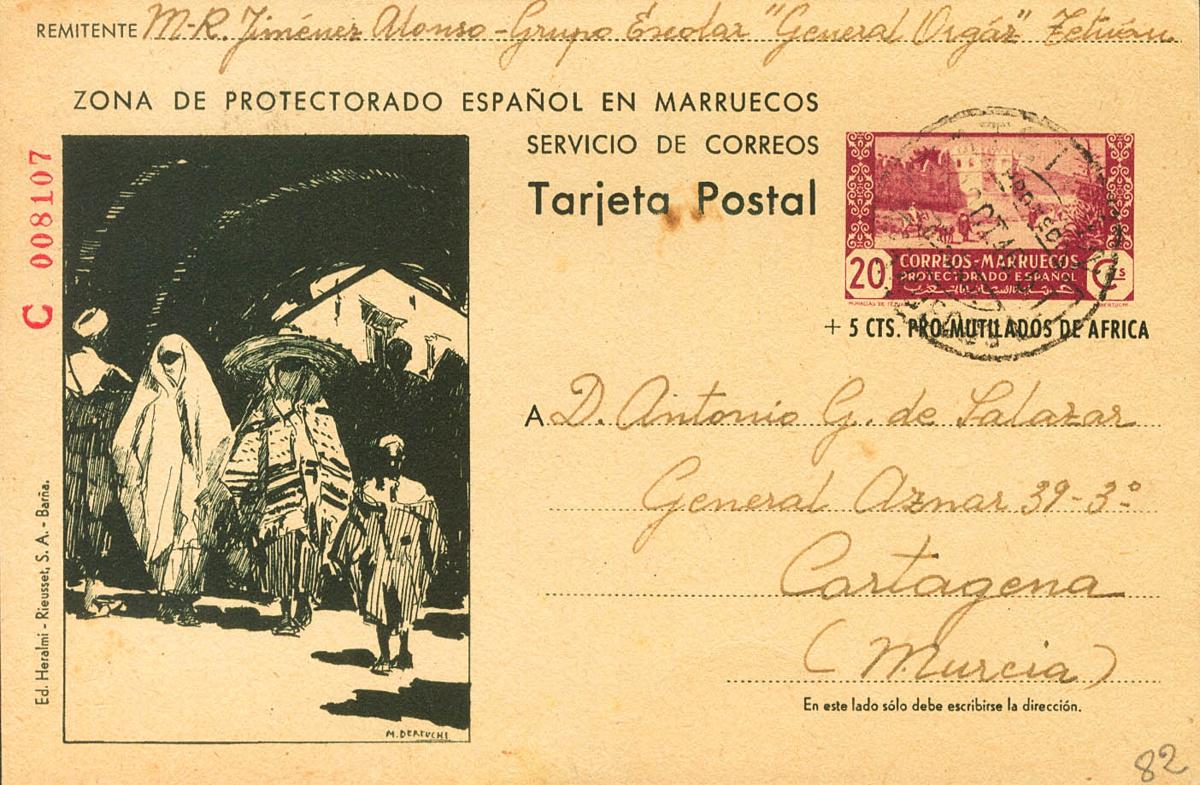 REMITENTE M-R. Jiménez Alonso - Grupo Escolar "General Orgáz" Tetuán
ZONA DE PROTECTORADO ESPAÑOL EN MARRUECOS
SERVICIO DE CORREOS
Tarjeta Postal
C 008107
20 CORREOS-MARRUECOS Cts
PROTECTORADO ESPAÑOL
+ 5 CTS. PRO-MUTILADOS DE AFRICA
A D. Antonio G. de Salazar
General Aznar 39-3º
Cartagena
(Murcia)
En este lado sólo debe escribirse la dirección.
Ed. Heralmi - Rieusset, S. A. - Barña.
M. BERTUCHI
82